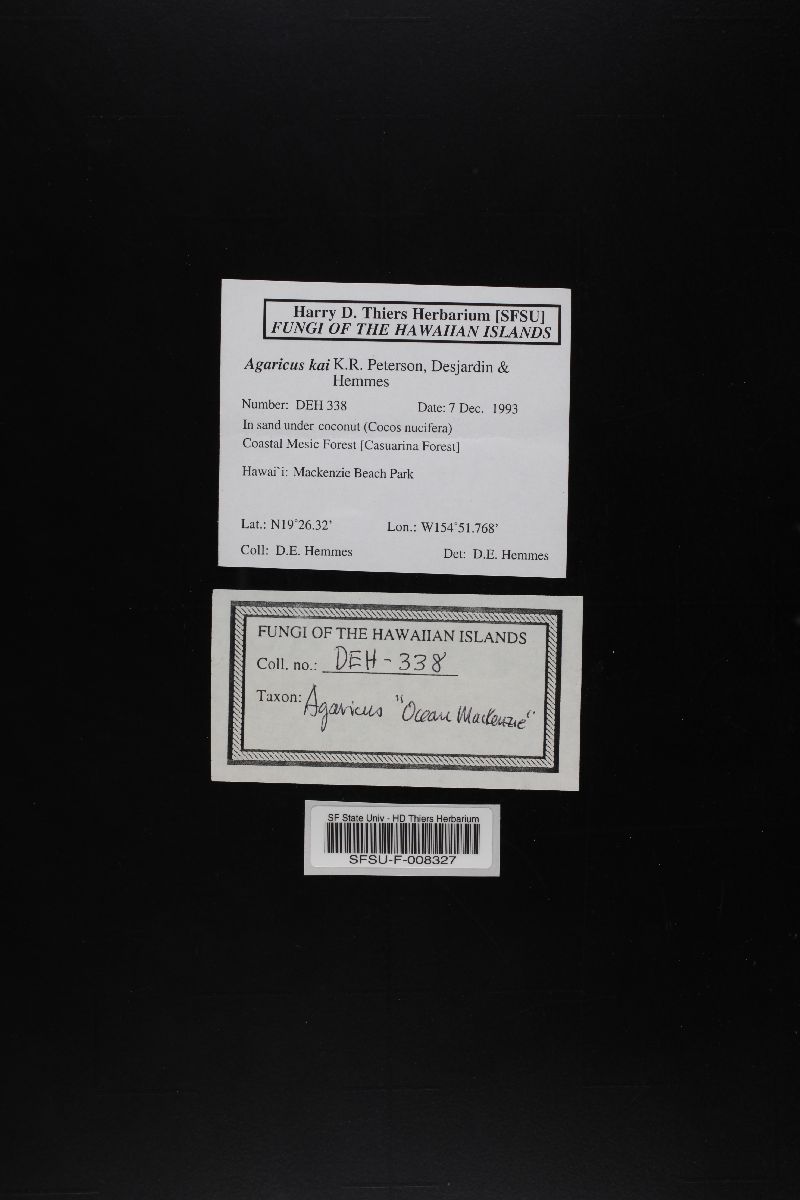 Harry D. Thiers Herbarium [SFSU]
FUNGI OF THE HAWAIIAN ISLANDS
Agaricus kai K.R. Peterson, Desjardin &
Hemmes
Number: DEH 338 Date: 7 Dec. 1993
In sand under coconut (Cocos nucifera)
Coastal Mesic Forest [Casuarina Forest]
Hawai`i: Mackenzie Beach Park
Lat.: N19°26.32' Lon.: W154°51.768'
Coll: D.E. Hemmes Det: D.E. Hemmes
FUNGI OF THE HAWAIIAN ISLANDS
Coll. no.: DEH-338
Taxon: Agaricus "Ocean Mackenzie"
SF State Univ - HD Thiers Herbarium
SFSU-F-008327